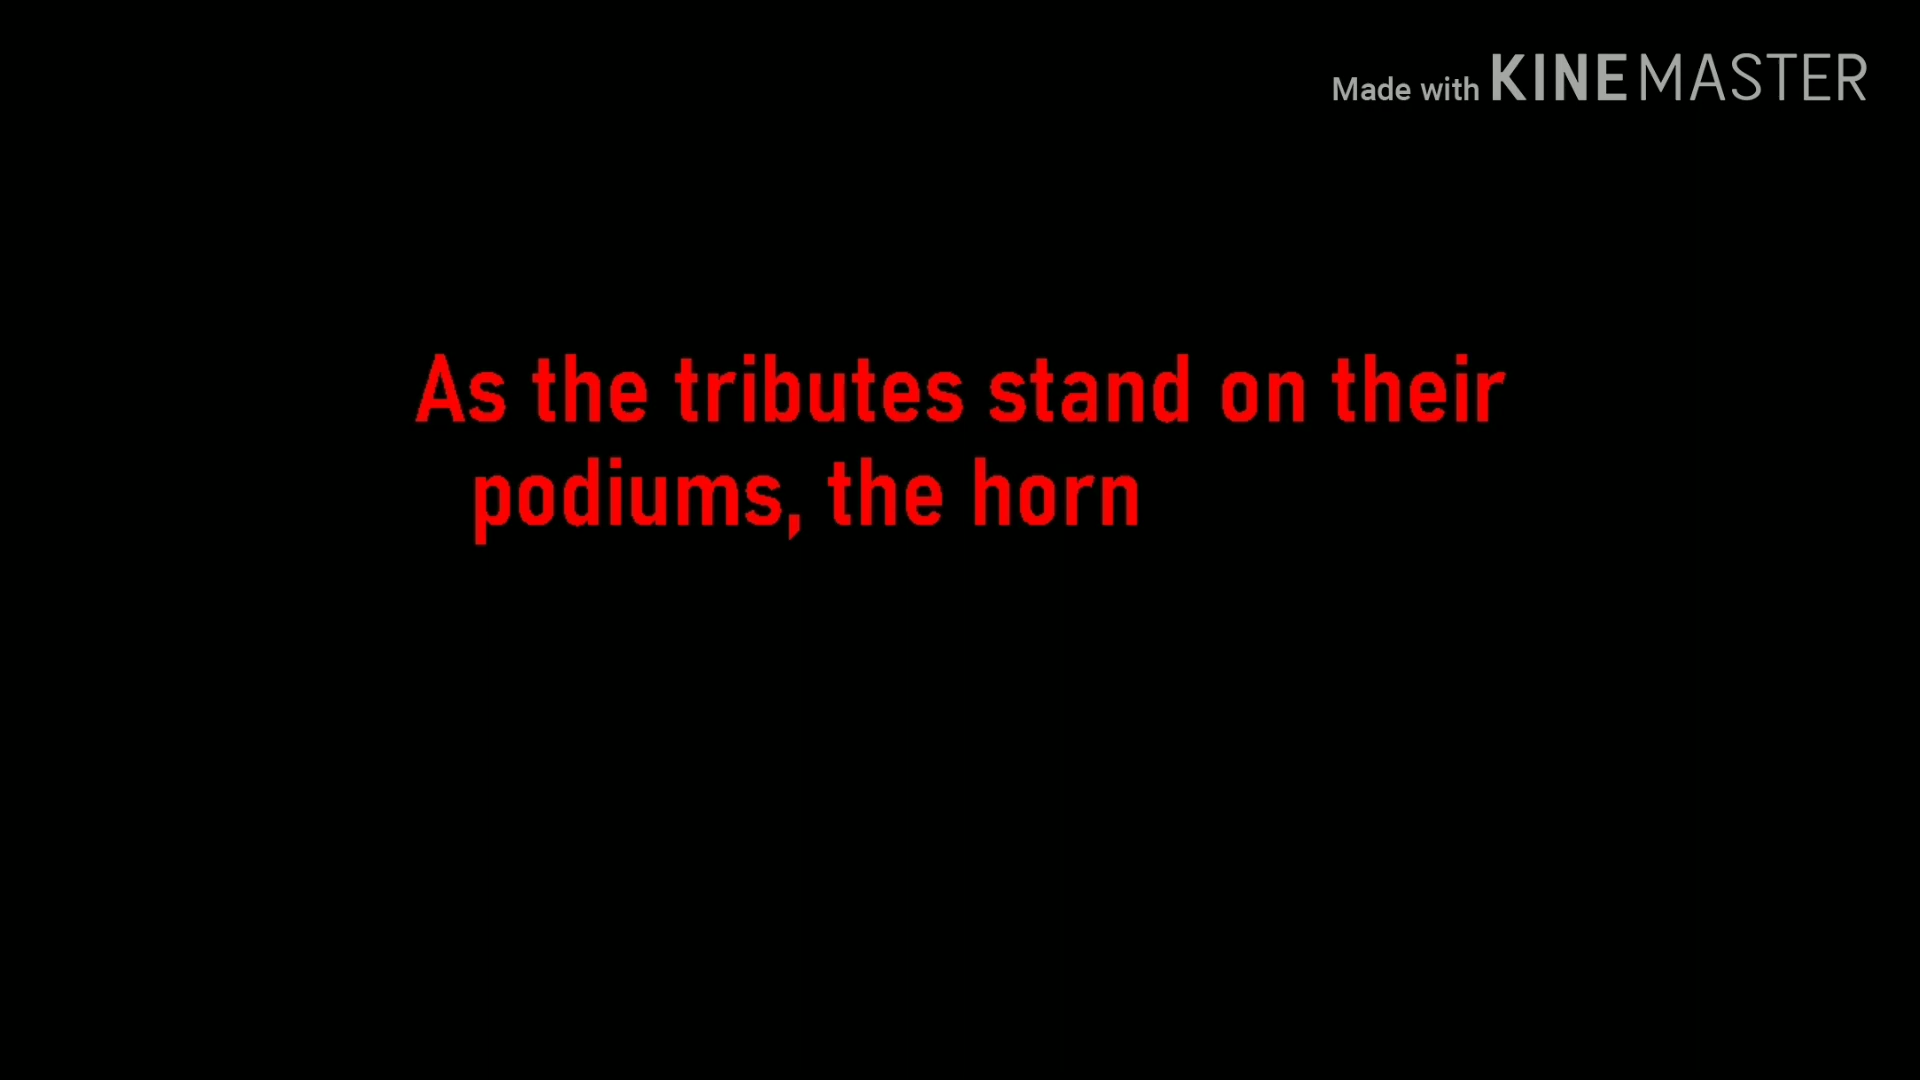 Made with KINEMASTER
As the tributes stand on their
podiums, the horn